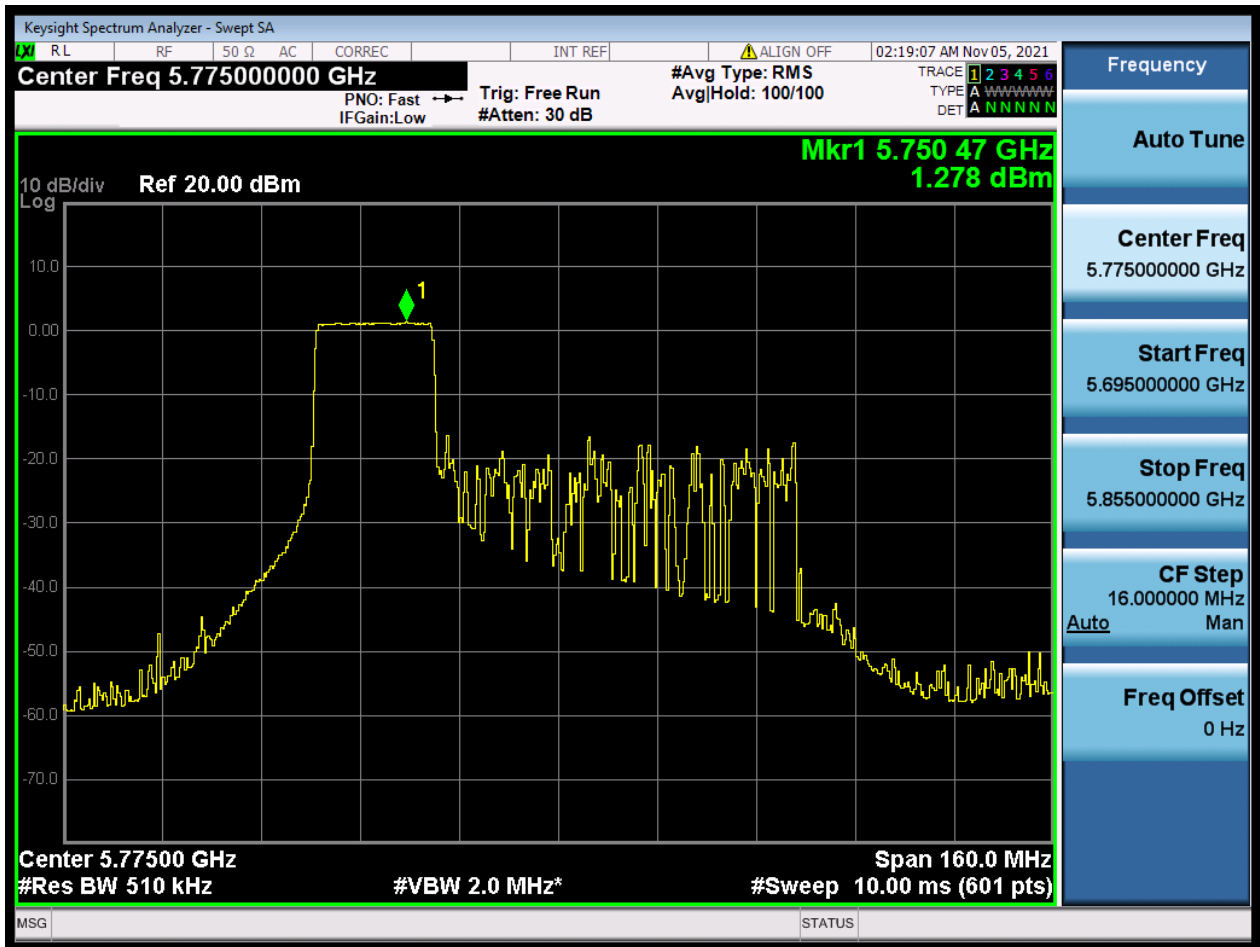 Keysight Spectrum Analyzer - Swept SA
LXI RL RF 50 Ω AC CORREC INT REF ALIGN OFF 02:19:07 AM Nov 05, 2021
Center Freq 5.775000000 GHz
PNO: Fast
IFGain:Low
Trig: Free Run
#Atten: 30 dB
#Avg Type: RMS
Avg|Hold: 100/100
TRACE 1 2 3 4 5 6
TYPE A WWWWW
DET A N N N N N
Frequency
Mkr1 5.750 47 GHz
1.278 dBm
10 dB/div Ref 20.00 dBm
Log
10.0
0.00
-10.0
-20.0
-30.0
-40.0
-50.0
-60.0
-70.0
1
Center 5.77500 GHz Span 160.0 MHz
#Res BW 510 kHz #VBW 2.0 MHz* #Sweep 10.00 ms (601 pts)
Auto Tune
Center Freq
5.775000000 GHz
Start Freq
5.695000000 GHz
Stop Freq
5.855000000 GHz
CF Step
16.000000 MHz
Auto Man
Freq Offset
0 Hz
MSG STATUS